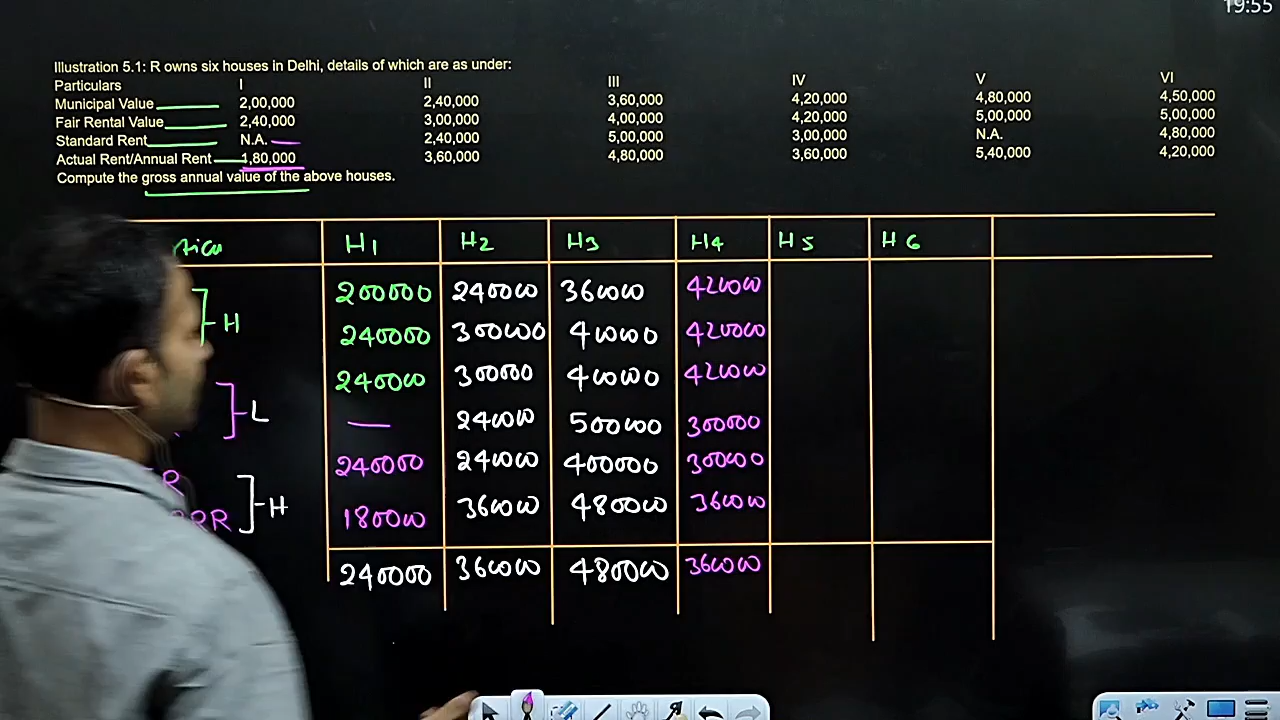 19:55
Illustration 5.1: R owns six houses in Delhi, details of which are as under:
Particulars I II III IV V VI
Municipal Value 2,00,000 2,40,000 3,60,000 4,20,000 4,80,000 4,50,000
Fair Rental Value 2,40,000 3,00,000 4,00,000 4,20,000 5,00,000 5,00,000
Standard Rent N.A. 2,40,000 5,00,000 3,00,000 N.A. 4,80,000
Actual Rent/Annual Rent 1,80,000 3,60,000 4,80,000 3,60,000 5,40,000 4,20,000
Compute the gross annual value of the above houses.
H1 H2 H3 H4 H5 H6
200000 240000 360000 420000
H 240000 300000 400000 420000
240000 300000 400000 420000
L — 240000 500000 300000
R 240000 240000 400000 300000
RR H 180000 360000 480000 360000
240000 360000 480000 360000